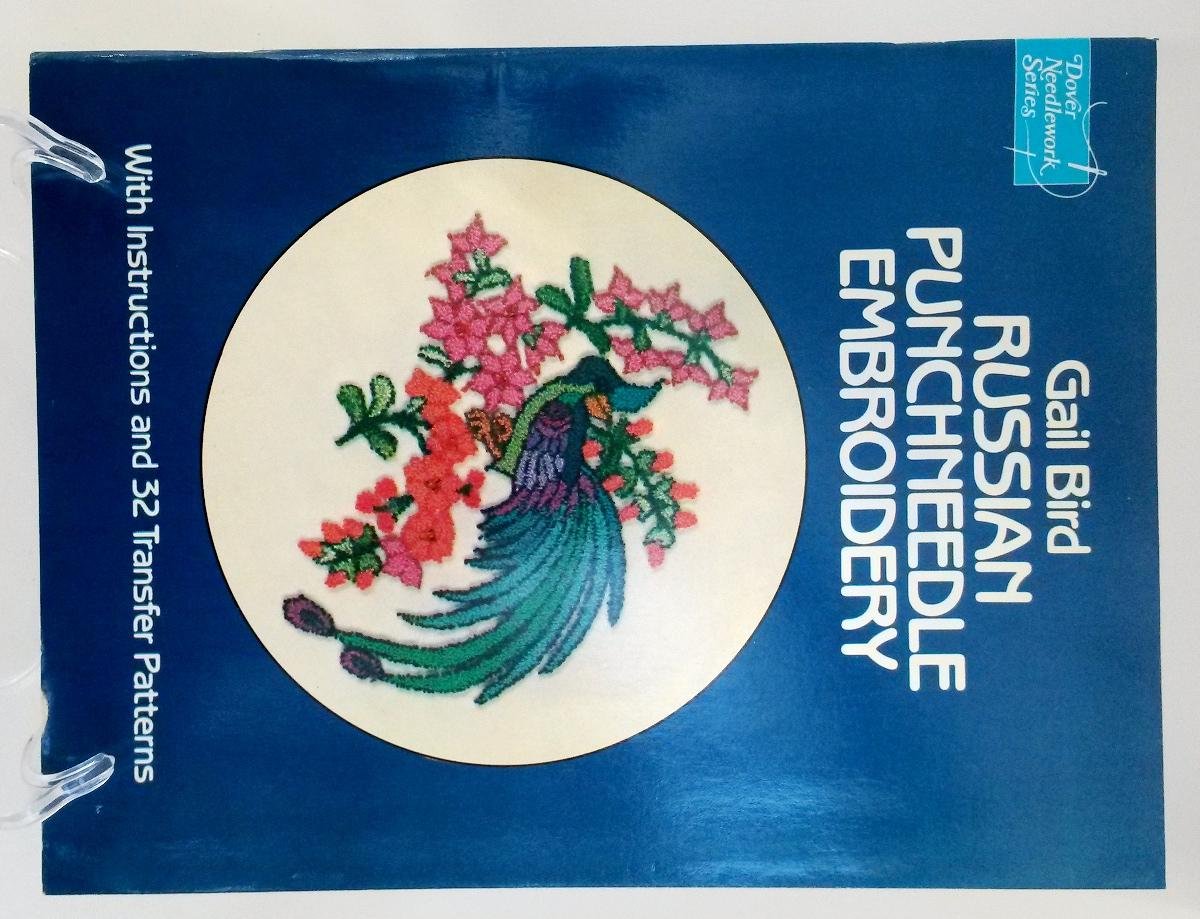 Dover
Needlework
Series
Gail Bird
RUSSIAN
PUNCHNEEDLE
EMBROIDERY
With Instructions and 32 Transfer Patterns